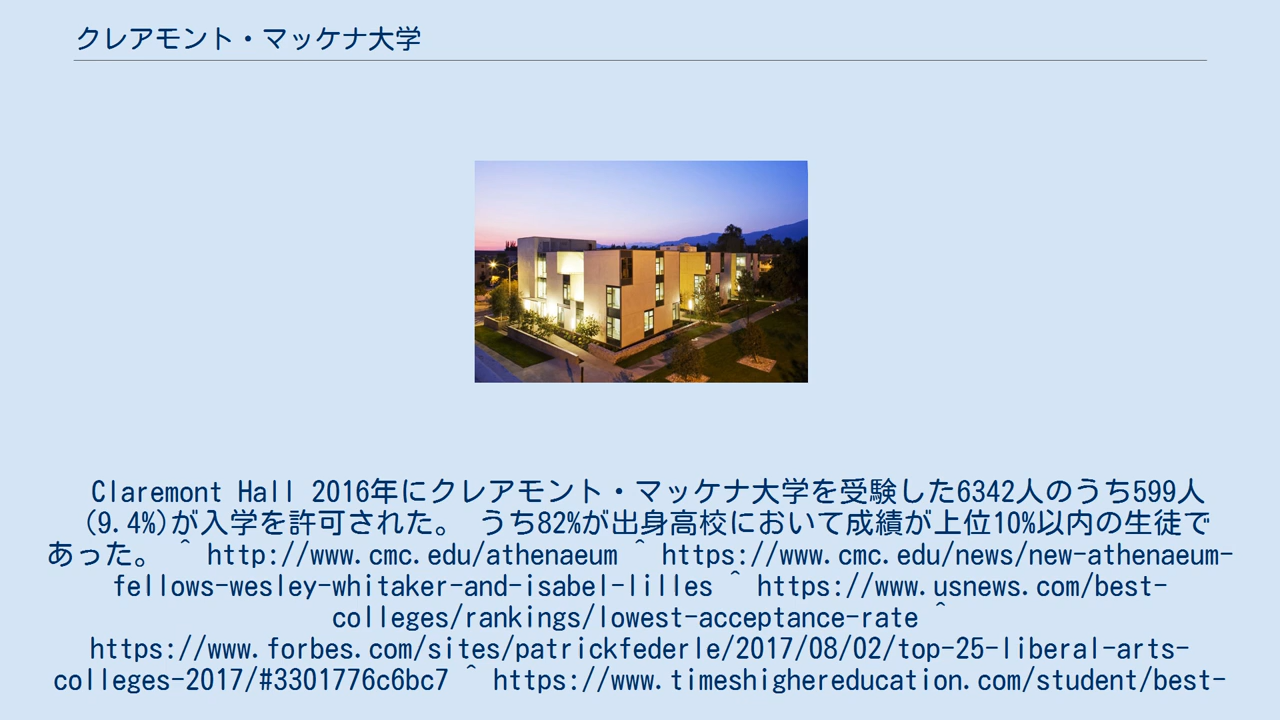 クレアモント・マッケナ大学
Claremont Hall 2016年にクレアモント・マッケナ大学を受験した6342人のうち599人
(9.4%)が入学を許可された。 うち82%が出身高校において成績が上位10%以内の生徒で
あった。 ^ http://www.cmc.edu/athenaeum ^ https://www.cmc.edu/news/new-athenaeum-
fellows-wesley-whitaker-and-isabel-lilles ^ https://www.usnews.com/best-
colleges/rankings/lowest-acceptance-rate ^
https://www.forbes.com/sites/patrickfederle/2017/08/02/top-25-liberal-arts-
colleges-2017/#3301776c6bc7 ^ https://www.timeshighereducation.com/student/best-